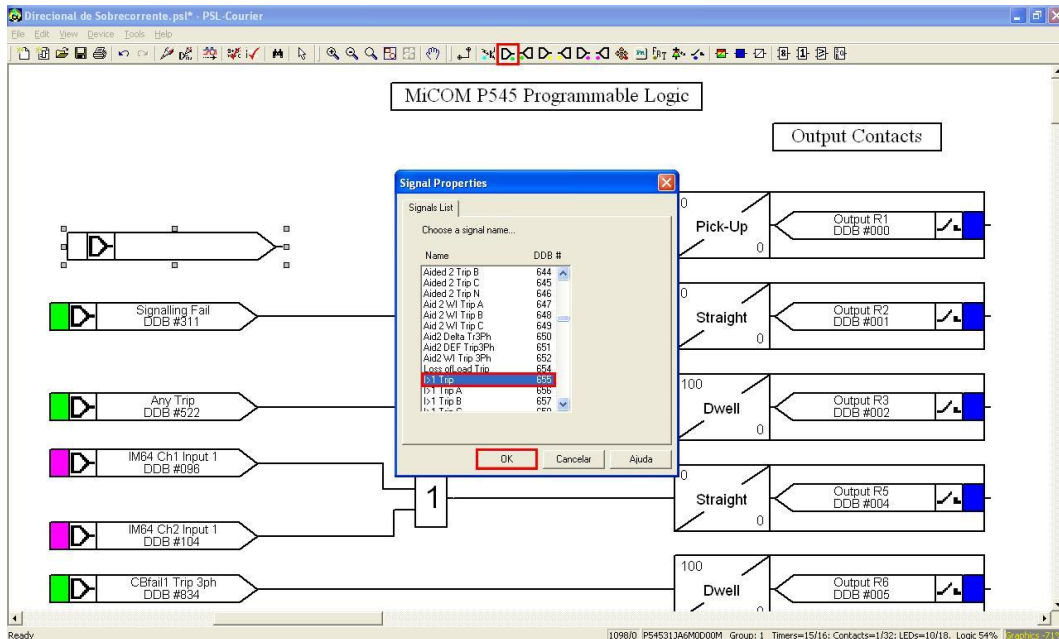 Direcional de Sobrecorrente.psl* - PSL-Courier
File Edit View Device Tools Help
MiCOM P545 Programmable Logic
Output Contacts
Signal Properties
Signals List
Choose a signal name...
Name DDB #
Aided 2 Trip B 644
Aided 2 Trip C 645
Aided 2 Trip N 646
Aid 2 WI Trip A 647
Aid 2 WI Trip B 648
Aid 2 WI Trip C 649
Aid2 Delta Tr3Ph 650
Aid2 DEF Trip3Ph 651
Aid2 WI Trip 3Ph 652
Loss ofLoad Trip 654
I>1 Trip 655
I>1 Trip A 656
I>1 Trip B 657
OK Cancelar Ajuda
0
Pick-Up
0
Output R1
DDB #000
Signalling Fail
DDB #311
0
Straight
0
Output R2
DDB #001
Any Trip
DDB #522
100
Dwell
0
Output R3
DDB #002
IM64 Ch1 Input 1
DDB #096
1
0
Straight
0
Output R5
DDB #004
IM64 Ch2 Input 1
DDB #104
CBfail1 Trip 3ph
DDB #834
100
Dwell
Output R6
DDB #005
Ready
1098/0 P54531JA6M0D00M Group: 1 Timers=15/16; Contacts=1/32; LEDs=10/18. Logic 54%